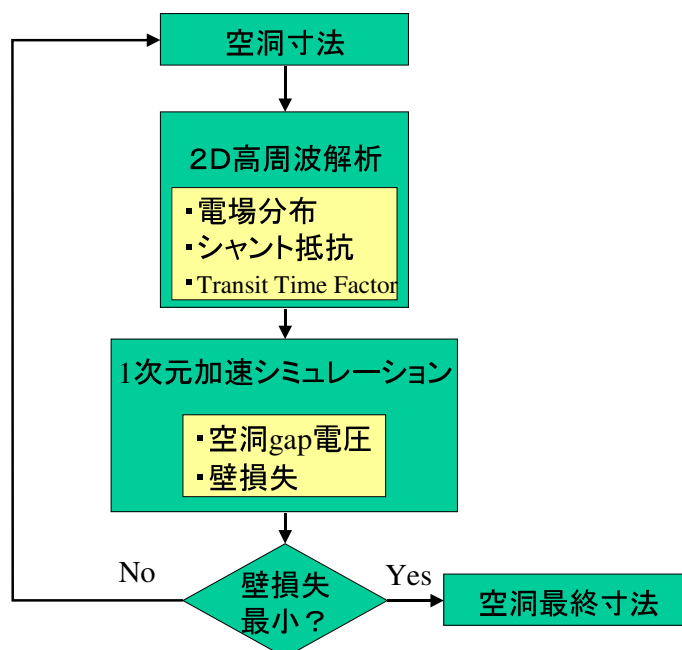 空洞寸法
２D高周波解析
・電場分布
・シャント抵抗
・Transit Time Factor
1次元加速シミュレーション
・空洞gap電圧
・壁損失
No
壁損失
最小？
Yes
空洞最終寸法